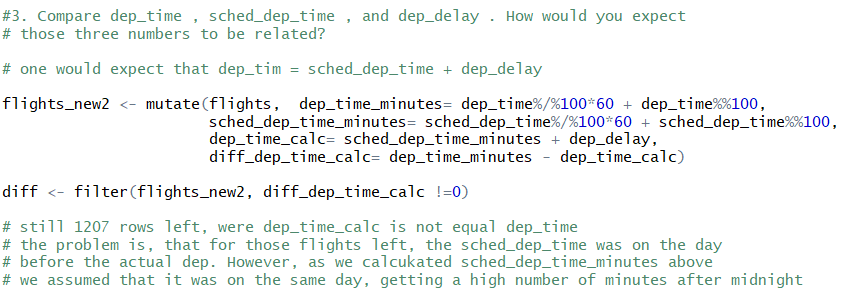 #3. Compare dep_time , sched_dep_time , and dep_delay . How would you expect
# those three numbers to be related?
# one would expect that dep_tim = sched_dep_time + dep_delay
flights_new2 <- mutate(flights,  dep_time_minutes= dep_time%/%100*60 + dep_time%%100,
sched_dep_time_minutes= sched_dep_time%/%100*60 + sched_dep_time%%100,
dep_time_calc= sched_dep_time_minutes + dep_delay,
diff_dep_time_calc= dep_time_minutes - dep_time_calc)
diff <- filter(flights_new2, diff_dep_time_calc !=0)
# still 1207 rows left, were dep_time_calc is not equal dep_time
# the problem is, that for those flights left, the sched_dep_time was on the day
# before the actual dep. However, as we calcukated sched_dep_time_minutes above
# we assumed that it was on the same day, getting a high number of minutes after midnight